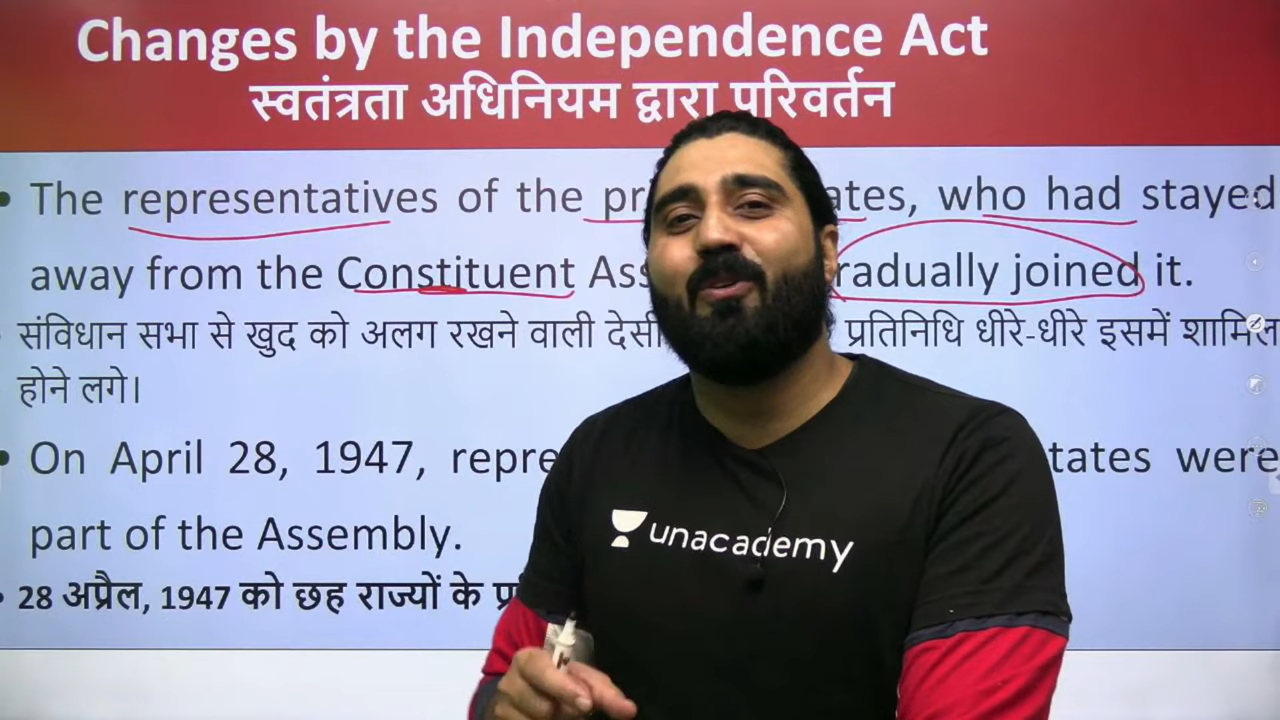 Changes by the Independence Act
स्वतंत्रता अधिनियम द्वारा परिवर्तन
• The representatives of the pr ates, who had stayed
away from the Constituent Ass radually joined it.
• संविधान सभा से खुद को अलग रखने वाली देसी प्रतिनिधि धीरे-धीरे इसमें शामिल
होने लगे।
• On April 28, 1947, repre tates were
part of the Assembly.
• 28 अप्रैल, 1947 को छह राज्यों के
unacademy